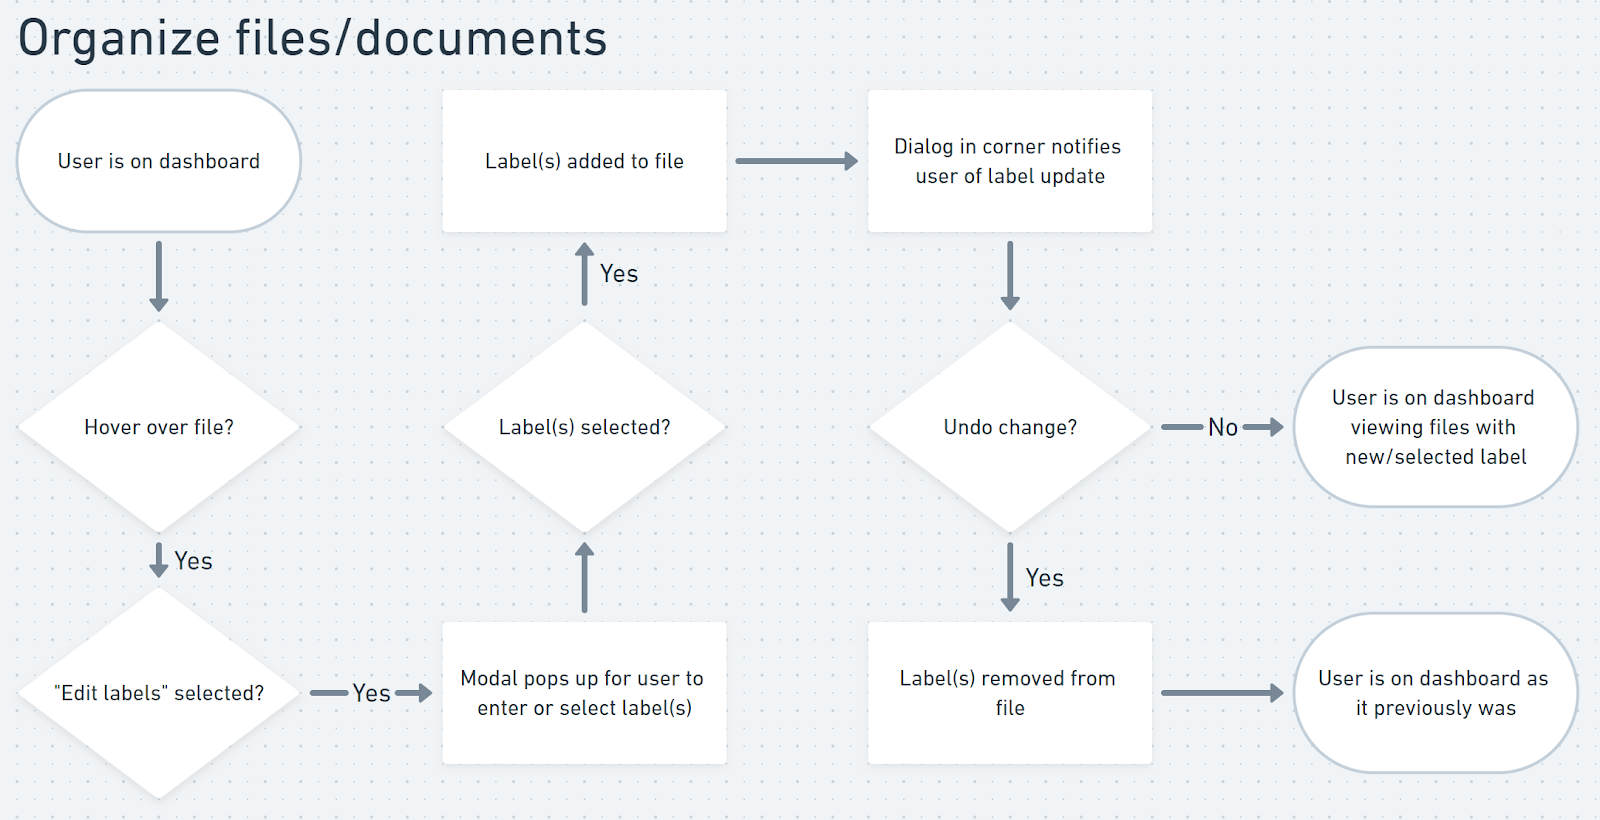 Organize files/documents
User is on dashboard
Hover over file?
Yes
"Edit labels" selected?
Yes
Modal pops up for user to
enter or select label(s)
Label(s) selected?
Yes
Label(s) added to file
Dialog in corner notifies
user of label update
Undo change?
No
User is on dashboard
viewing files with
new/selected label
Yes
Label(s) removed from
file
User is on dashboard as
it previously was